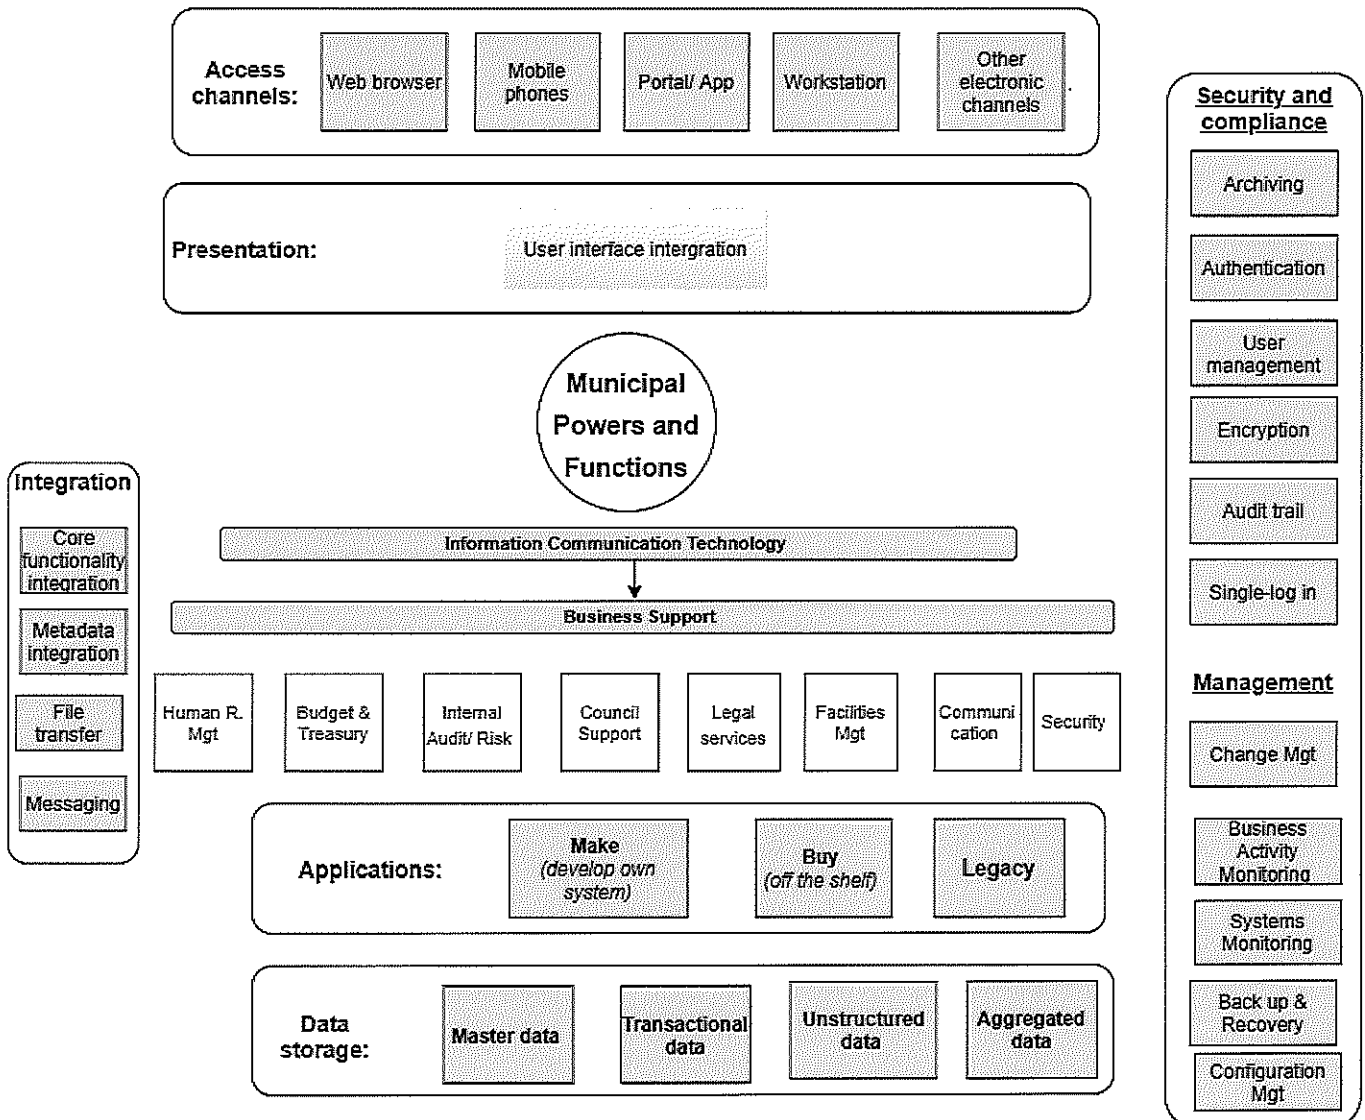 Access
channels:
Web browser
Mobile
phones
Portal/ App
Workstation
Other
electronic
channels
Presentation:
User interface intergration
Municipal
Powers and
Functions
Information Communication Technology
Business Support
Integration
Core
functionality
integration
Metadata
integration
File
transfer
Messaging
Human R.
Mgt
Budget &
Treasury
Internal
Audit/ Risk
Council
Support
Legal
services
Facilities
Mgt
Communi
cation
Security
Applications:
Make
(develop own
system)
Buy
(off the shelf)
Legacy
Data
storage:
Master data
Transactional
data
Unstructured
data
Aggregated
data
Security and
compliance
Archiving
Authentication
User
management
Encryption
Audit trail
Single-log in
Management
Change Mgt
Business
Activity
Monitoring
Systems
Monitoring
Back up &
Recovery
Configuration
Mgt